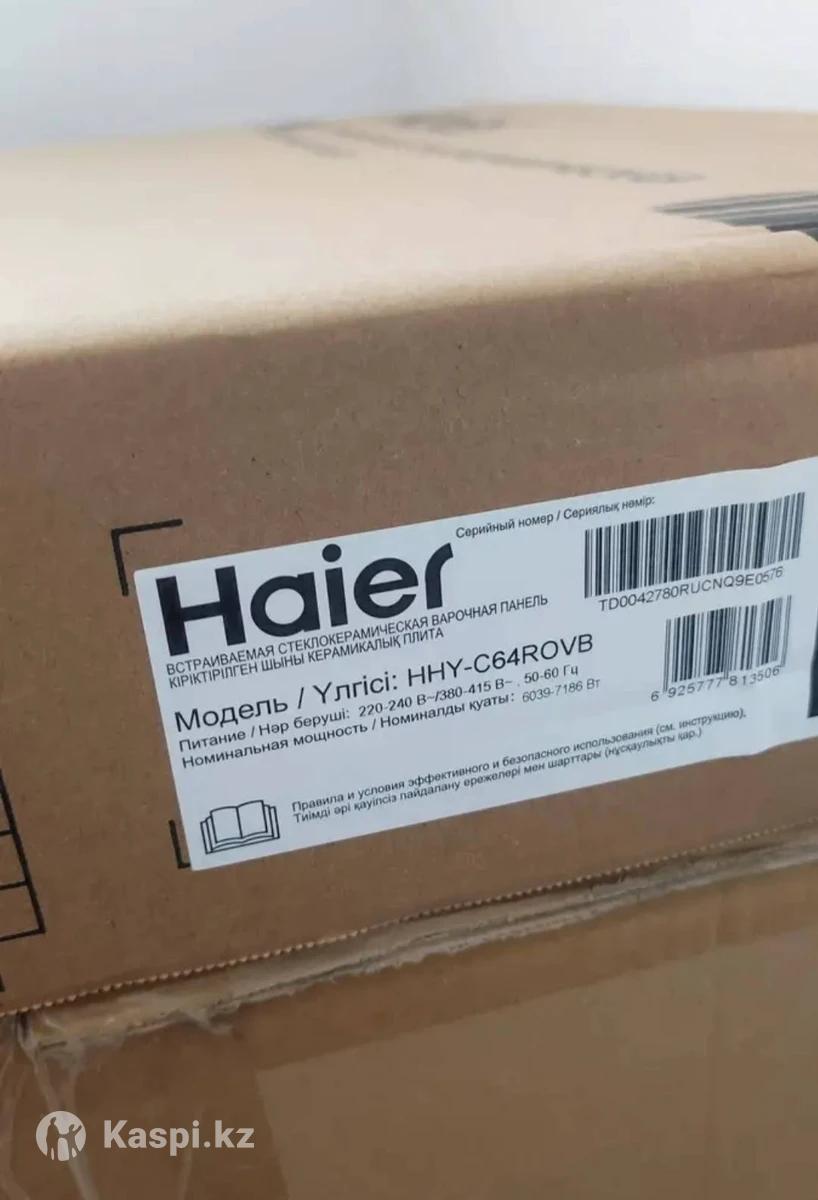 Haier
Серийный номер / Сериялық нөмір:
TD0042780RUCNQ9E0576
ВСТРАИВАЕМАЯ СТЕКЛОКЕРАМИЧЕСКАЯ ВАРОЧНАЯ ПАНЕЛЬ
КІРІКТІРІЛГЕН ШЫНЫ КЕРАМИКАЛЫҚ ПЛИТА
Модель / Үлгісі: HHY-C64ROVB
Питание / Нәр беруші: 220-240 В~/380-415 В~ , 50-60 Гц
Номинальная мощность / Номиналды қуаты: 6039-7186 Вт
6 925777 813506
Правила и условия эффективного и безопасного использования (см. инструкцию),
Тиімді әрі қауіпсіз пайдалану ережелері мен шарттары (нұсқаулықты қар.)
Kaspi.kz